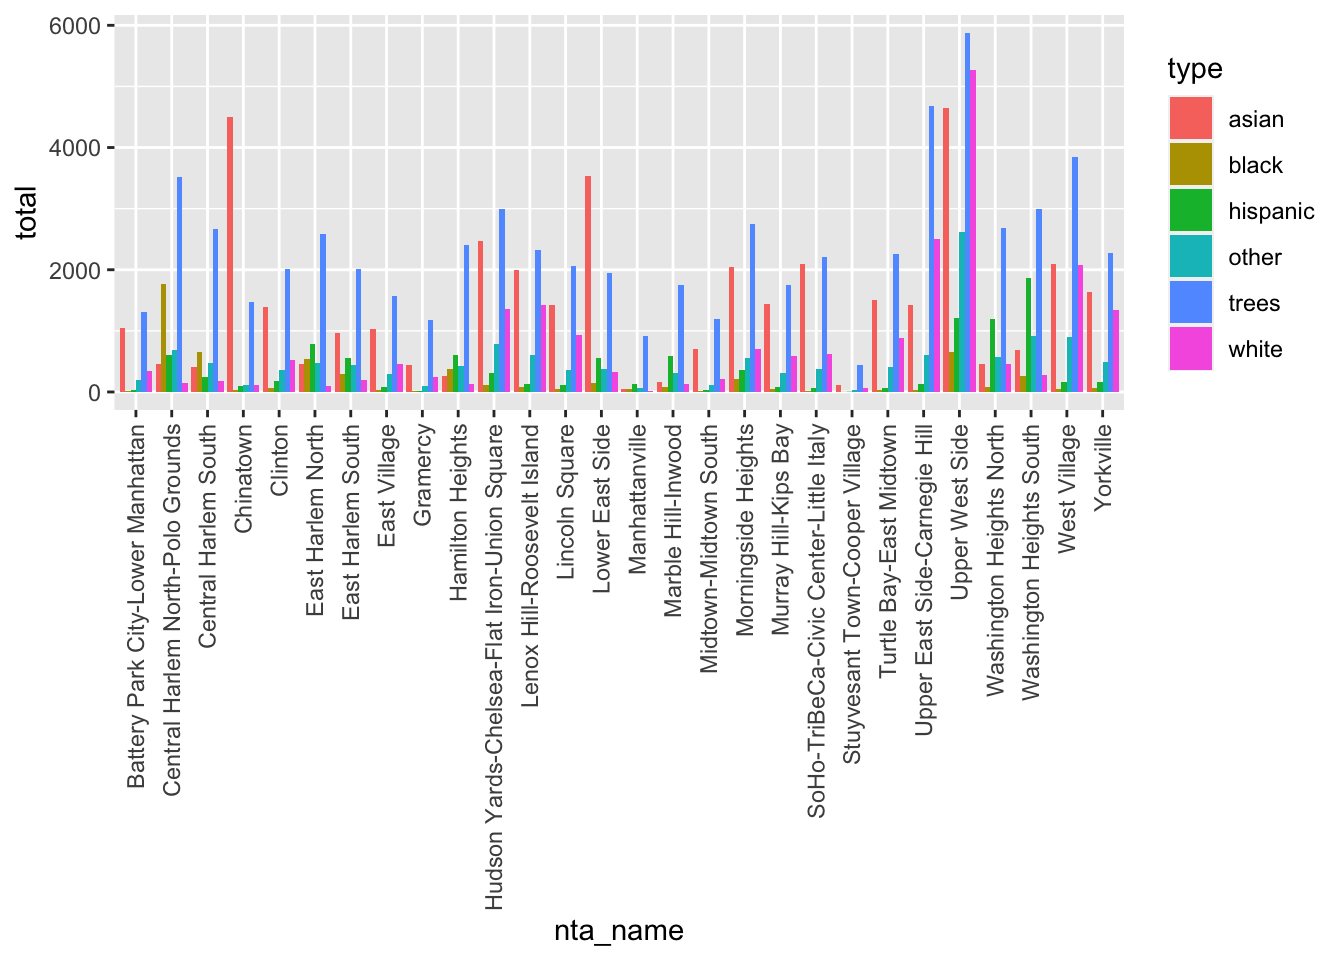 6000
4000
2000
0
total
Battery Park City-Lower Manhattan
Central Harlem North-Polo Grounds
Central Harlem South
Chinatown
Clinton
East Harlem North
East Harlem South
East Village
Gramercy
Hamilton Heights
Hudson Yards-Chelsea-Flat Iron-Union Square
Lenox Hill-Roosevelt Island
Lincoln Square
Lower East Side
Manhattanville
Marble Hill-Inwood
Midtown-Midtown South
Morningside Heights
Murray Hill-Kips Bay
SoHo-TriBeCa-Civic Center-Little Italy
Stuyvesant Town-Cooper Village
Turtle Bay-East Midtown
Upper East Side-Carnegie Hill
Upper West Side
Washington Heights North
Washington Heights South
West Village
Yorkville
nta_name
type
asian
black
hispanic
other
trees
white